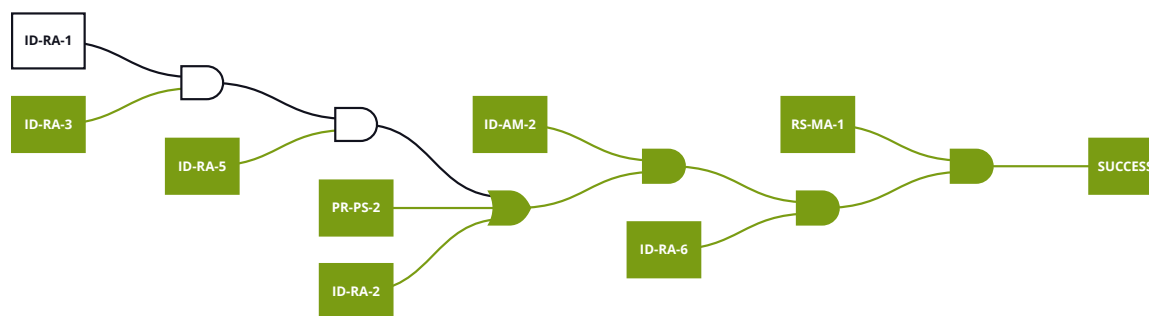 ID-RA-1
ID-RA-3
ID-AM-2
RS-MA-1
ID-RA-5
SUCCESS
PR-PS-2
ID-RA-6
ID-RA-2